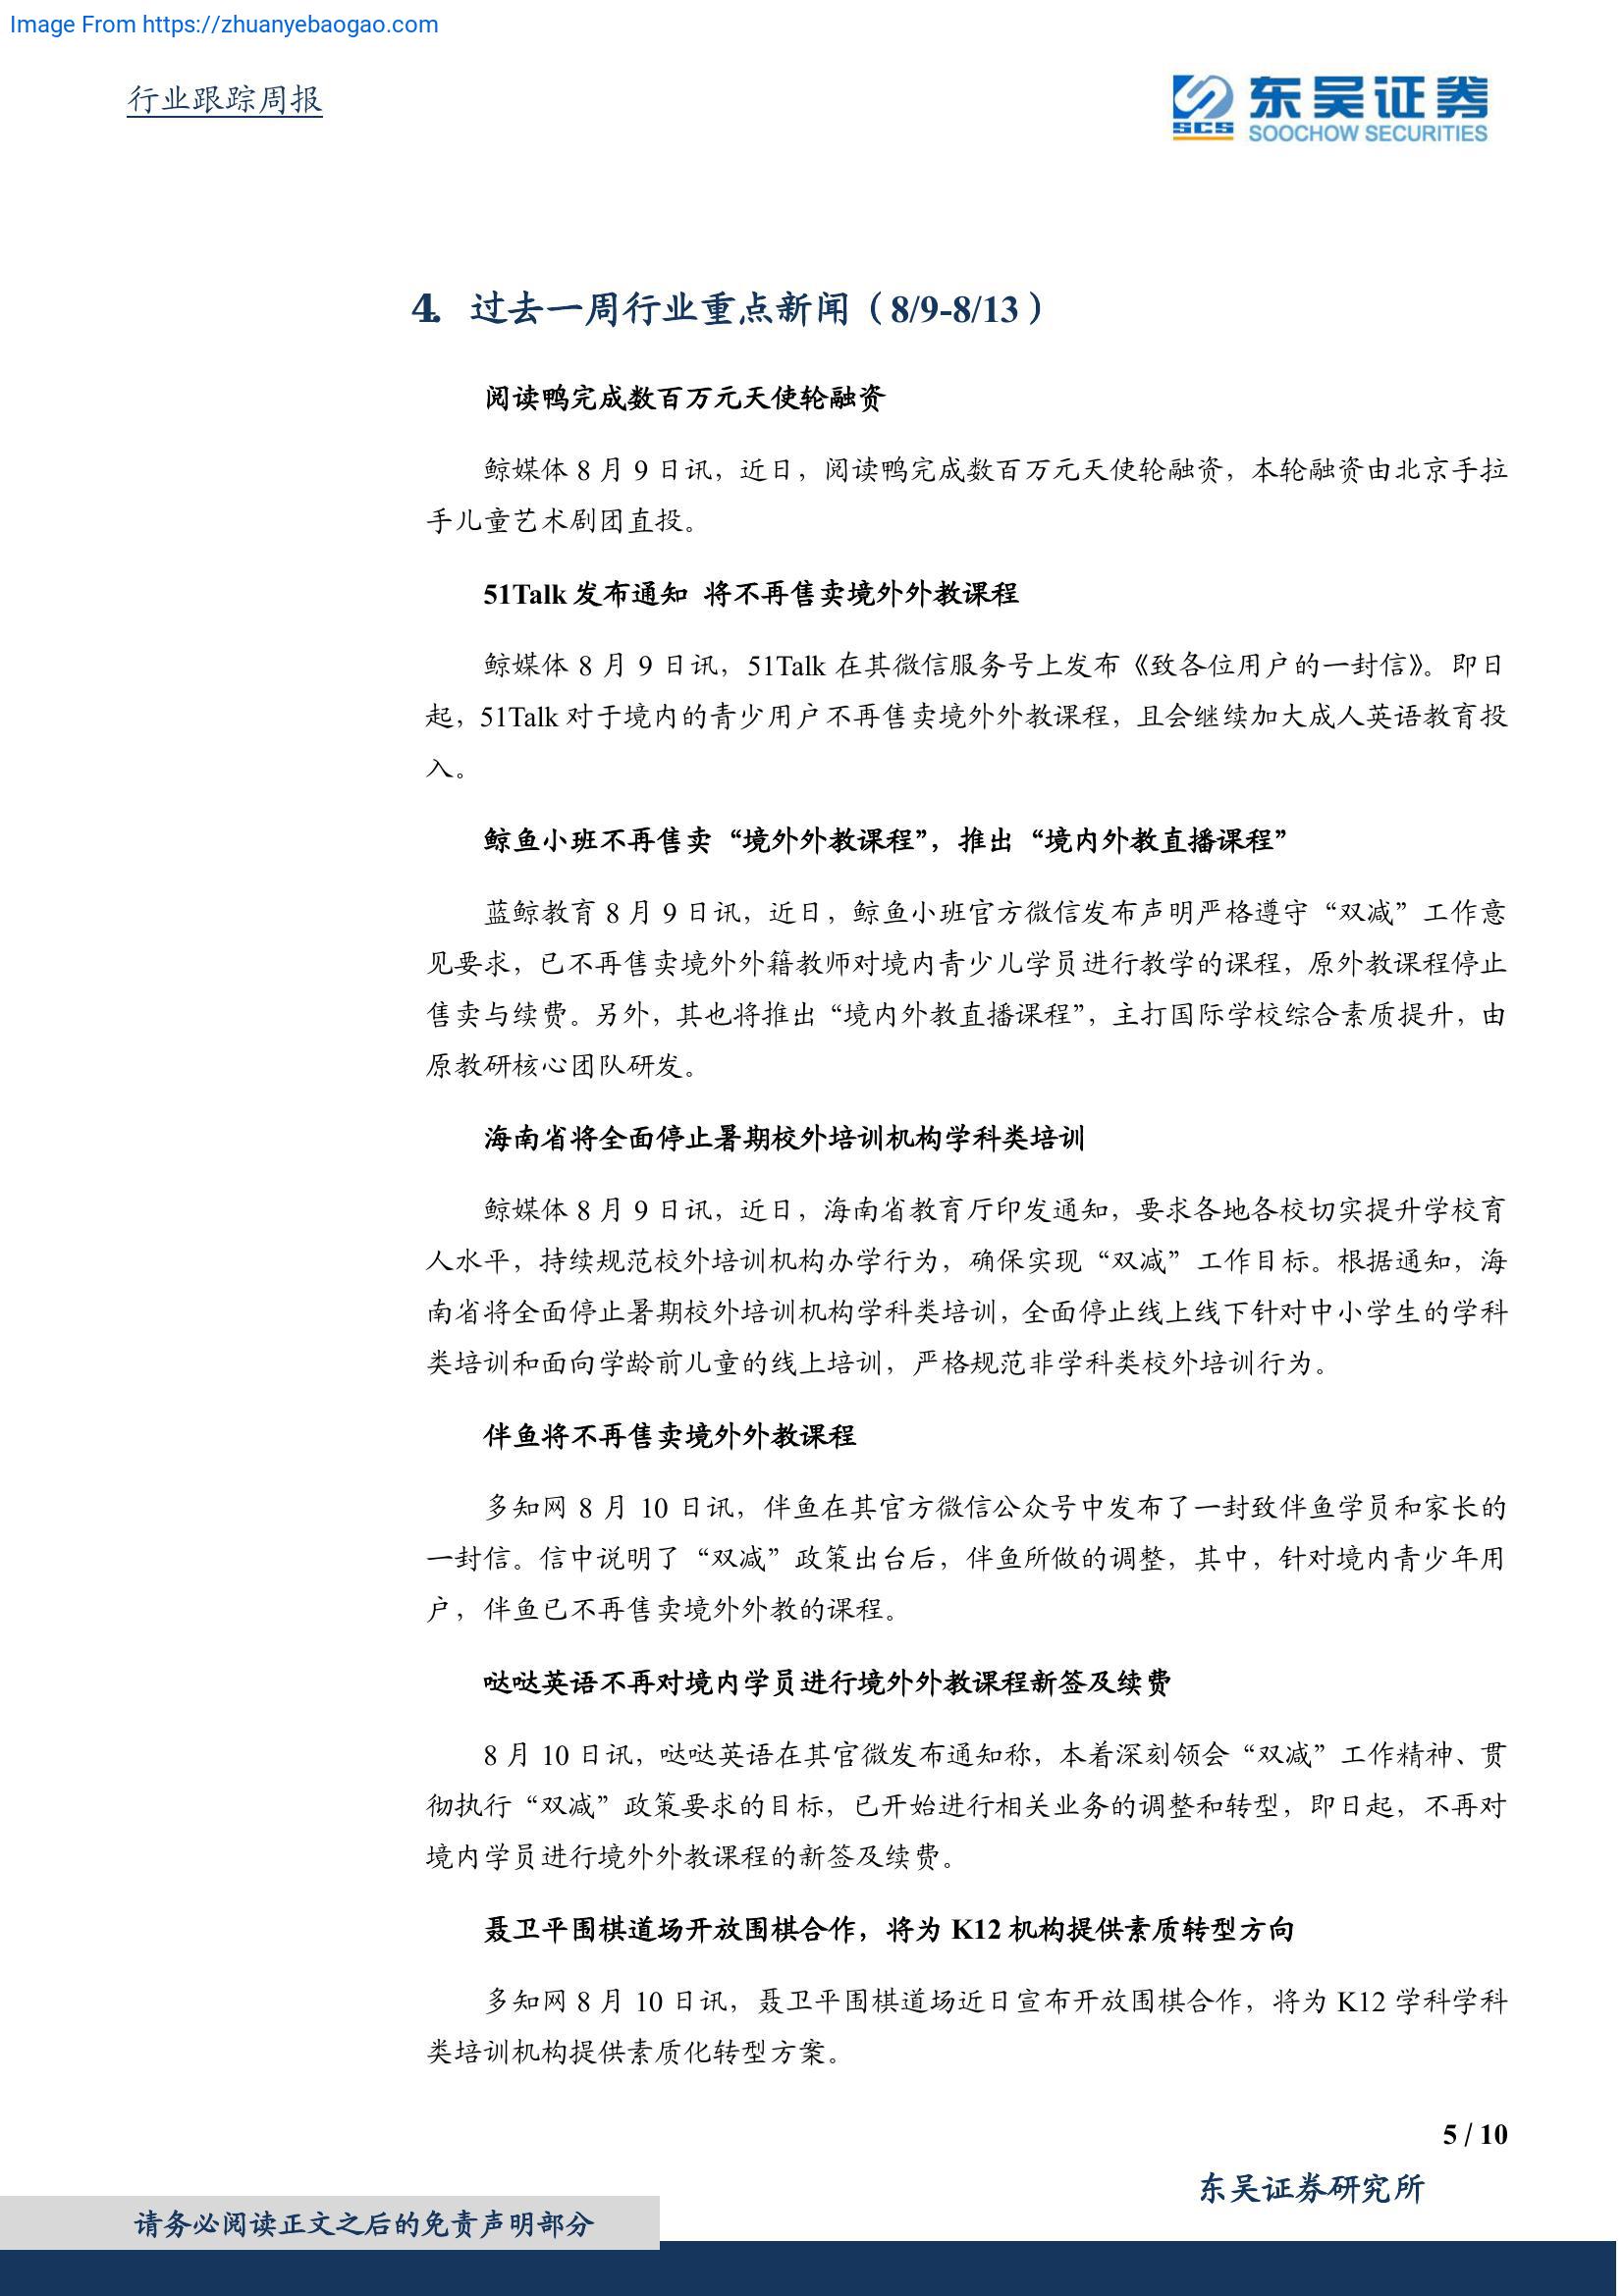 Image From https://zhuanyebaogao.com
行业跟踪周报
SCS 东吴证券
SOOCHOW SECURITIES
4. 过去一周行业重点新闻（8/9-8/13）
阅读鸭完成数百万元天使轮融资
鲸媒体 8 月 9 日讯，近日，阅读鸭完成数百万元天使轮融资，本轮融资由北京手拉
手儿童艺术剧团直投。
51Talk 发布通知 将不再售卖境外外教课程
鲸媒体 8 月 9 日讯，51Talk 在其微信服务号上发布《致各位用户的一封信》。即日
起，51Talk 对于境内的青少用户不再售卖境外外教课程，且会继续加大成人英语教育投
入。
鲸鱼小班不再售卖“境外外教课程”，推出“境内外教直播课程”
蓝鲸教育 8 月 9 日讯，近日，鲸鱼小班官方微信发布声明严格遵守“双减”工作意
见要求，已不再售卖境外外籍教师对境内青少儿学员进行教学的课程，原外教课程停止
售卖与续费。另外，其也将推出“境内外教直播课程”，主打国际学校综合素质提升，由
原教研核心团队研发。
海南省将全面停止暑期校外培训机构学科类培训
鲸媒体 8 月 9 日讯，近日，海南省教育厅印发通知，要求各地各校切实提升学校育
人水平，持续规范校外培训机构办学行为，确保实现“双减”工作目标。根据通知，海
南省将全面停止暑期校外培训机构学科类培训，全面停止线上线下针对中小学生的学科
类培训和面向学龄前儿童的线上培训，严格规范非学科类校外培训行为。
伴鱼将不再售卖境外外教课程
多知网 8 月 10 日讯，伴鱼在其官方微信公众号中发布了一封致伴鱼学员和家长的
一封信。信中说明了“双减”政策出台后，伴鱼所做的调整，其中，针对境内青少年用
户，伴鱼已不再售卖境外外教的课程。
哒哒英语不再对境内学员进行境外外教课程新签及续费
8 月 10 日讯，哒哒英语在其官微发布通知称，本着深刻领会“双减”工作精神、贯
彻执行“双减”政策要求的目标，已开始进行相关业务的调整和转型，即日起，不再对
境内学员进行境外外教课程的新签及续费。
聂卫平围棋道场开放围棋合作，将为 K12 机构提供素质转型方向
多知网 8 月 10 日讯，聂卫平围棋道场近日宣布开放围棋合作，将为 K12 学科学科
类培训机构提供素质化转型方案。
5 / 10
东吴证券研究所
请务必阅读正文之后的免责声明部分